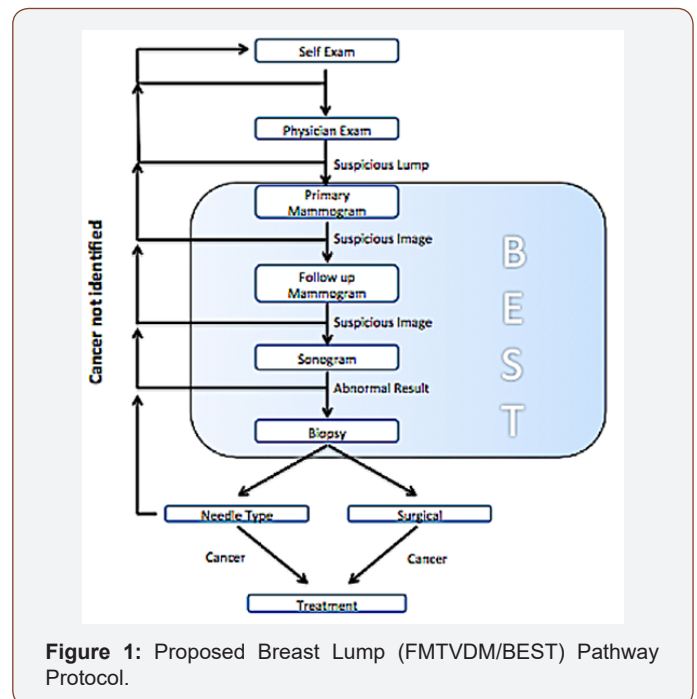 Self Exam
Physician Exam
Suspicious Lump
Primary
Mammogram
Suspicious Image
Follow up
Mammogram
Suspicious Image
Sonogram
Abnormal Result
Biopsy
B
E
S
T
Cancer not identified
Needle Type
Surgical
Cancer
Cancer
Treatment
Figure 1: Proposed Breast Lump (FMTVDM/BEST) Pathway
Protocol.